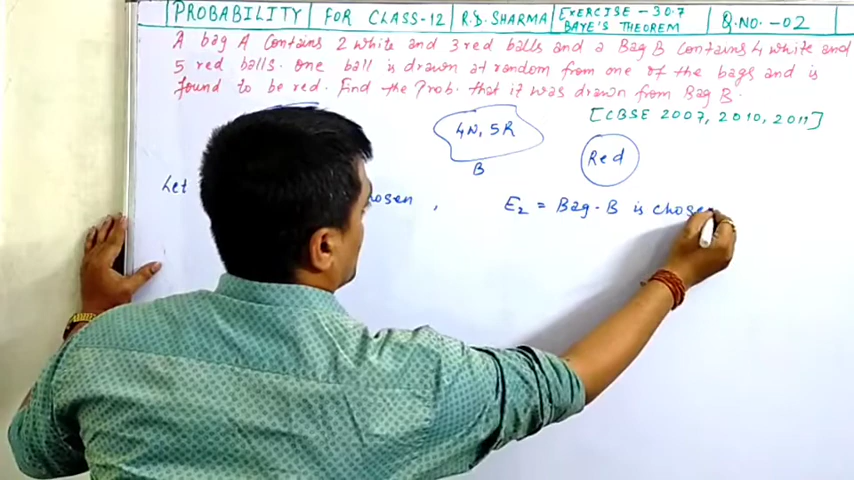 PROBABILITY FOR CLASS-12 R.D. SHARMA EXERCISE - 30.7 BAYE'S THEOREM Q.NO. - 02
A bag A contains 2 white and 3 red balls and a Bag B contains 4 white and
5 red balls. one ball is drawn at random from one of the bags and is
found to be red. Find the Prob. that it was drawn from Bag B.
[CBSE 2007, 2010, 2011]
4W, 5R
B
Red
Let
, E₂ = Bag-B is chosen